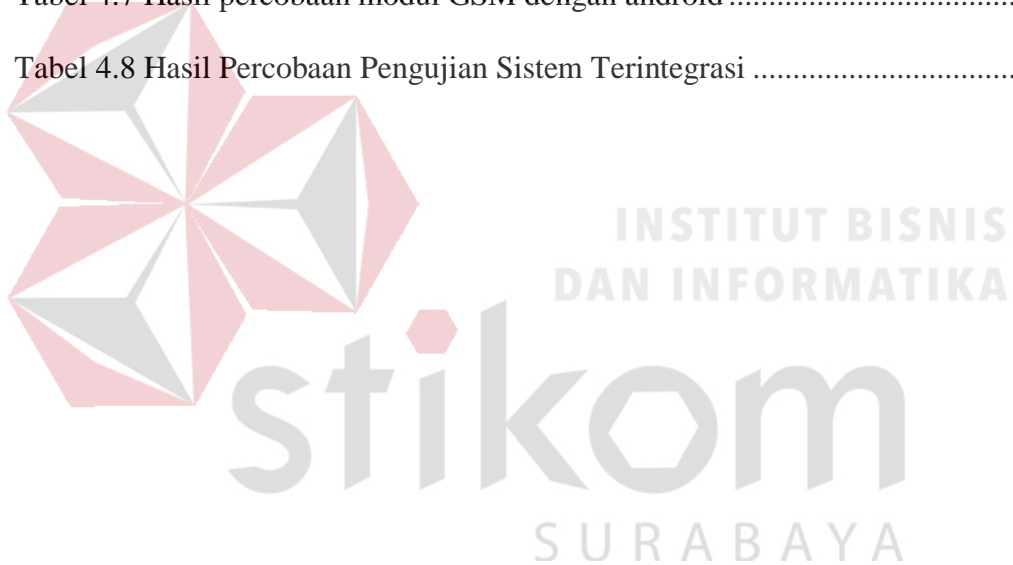 Tabel 4.7 Hasil percobaan modul GSM dengan android ..................................
Tabel 4.8 Hasil Percobaan Pengujian Sistem Terintegrasi ...............................
INSTITUT BISNIS
DAN INFORMATIKA
stikom
SURABAYA